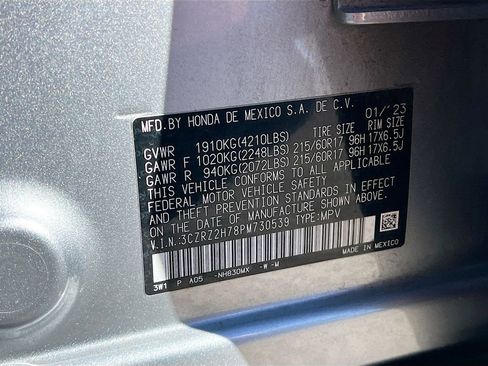 MFD.BY HONDA DE MEXICO S.A. DE C.V. 01/'23
GVWR 1910KG(4210LBS) TIRE SIZE RIM SIZE
GAWR F 1020KG(2248LBS) 215/60R17 96H 17X6.5J
GAWR R 940KG(2072LBS) 215/60R17 96H 17X6.5J
THIS VEHICLE CONFORMS TO ALL APPLICABLE
FEDERAL MOTOR VEHICLE SAFETY STANDARDS IN EFFECT
ON THE DATE OF MANUFACTURE SHOWN ABOVE.
V.I.N.:3CZRZ2H78PM730539 TYPE:MPV
3W1 P A05 -NH830MX -W-M MADE IN MEXICO